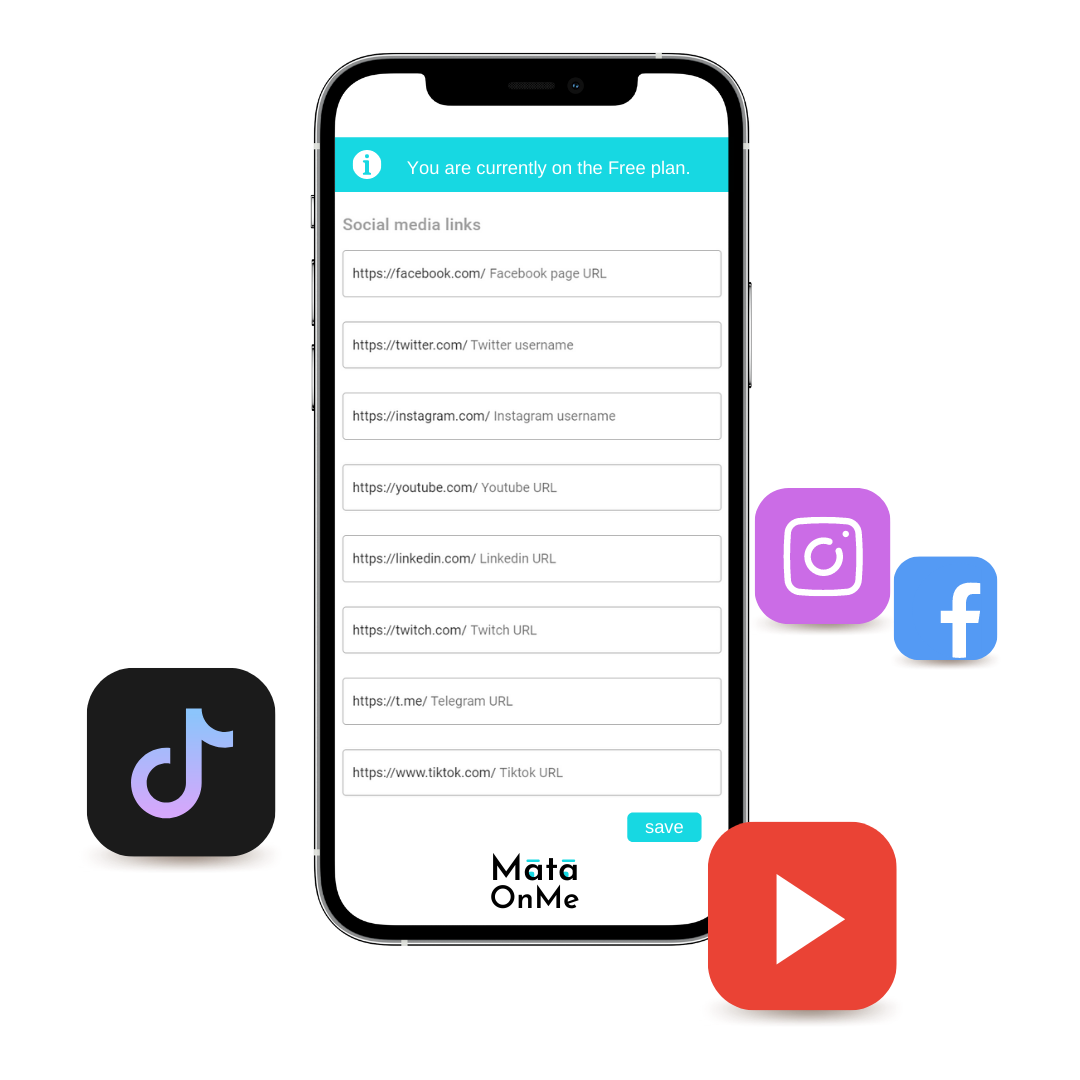 You are currently on the Free plan.
Social media links
https://facebook.com/ Facebook page URL
https://twitter.com/ Twitter username
https://instagram.com/ Instagram username
https://youtube.com/ Youtube URL
https://linkedin.com/ Linkedin URL
https://twitch.com/ Twitch URL
https://t.me/ Telegram URL
https://www.tiktok.com/ Tiktok URL
save
Mātā
OnMe